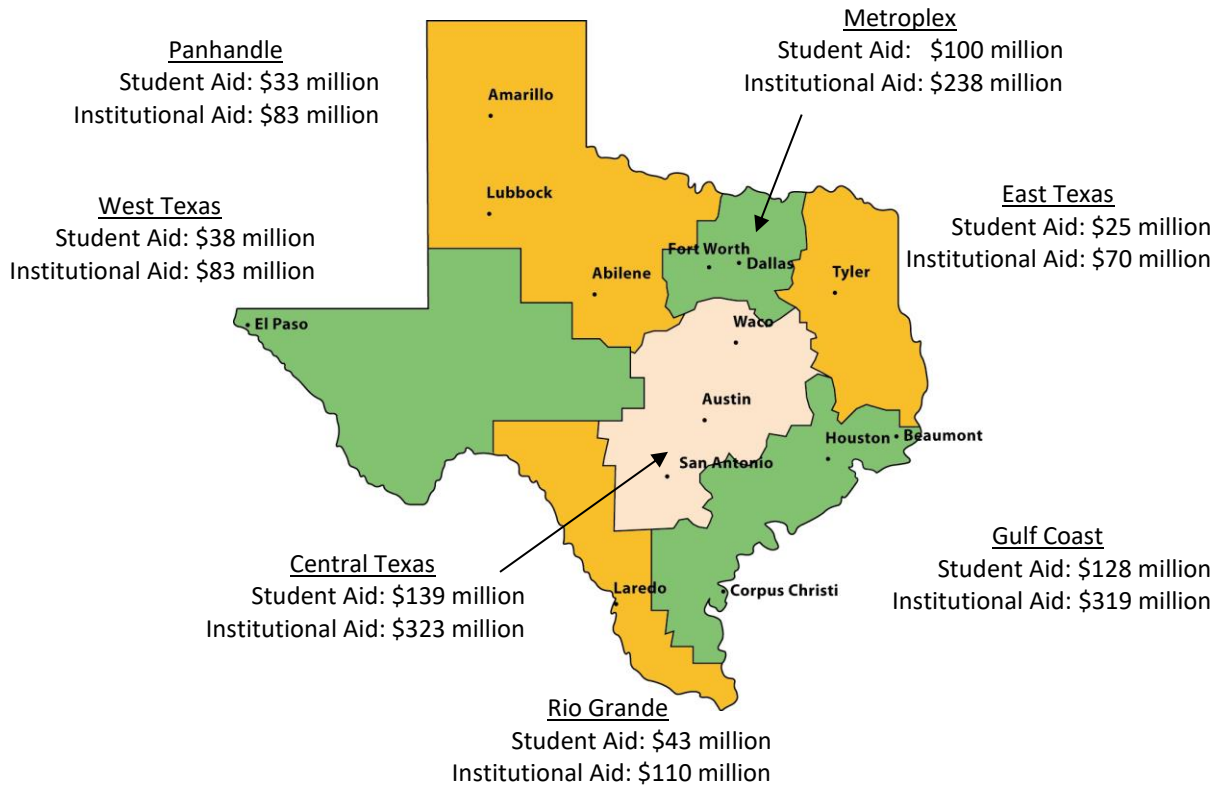 Metroplex
Student Aid: $100 million
Institutional Aid: $238 million
Panhandle
Student Aid: $33 million
Institutional Aid: $83 million
Amarillo
Lubbock
West Texas
Student Aid: $38 million
Institutional Aid: $83 million
East Texas
Student Aid: $25 million
Institutional Aid: $70 million
Fort Worth
Dallas
Abilene
Tyler
El Paso
Waco
Austin
Houston
Beaumont
San Antonio
Gulf Coast
Student Aid: $128 million
Institutional Aid: $319 million
Central Texas
Student Aid: $139 million
Institutional Aid: $323 million
Laredo
Corpus Christi
Rio Grande
Student Aid: $43 million
Institutional Aid: $110 million